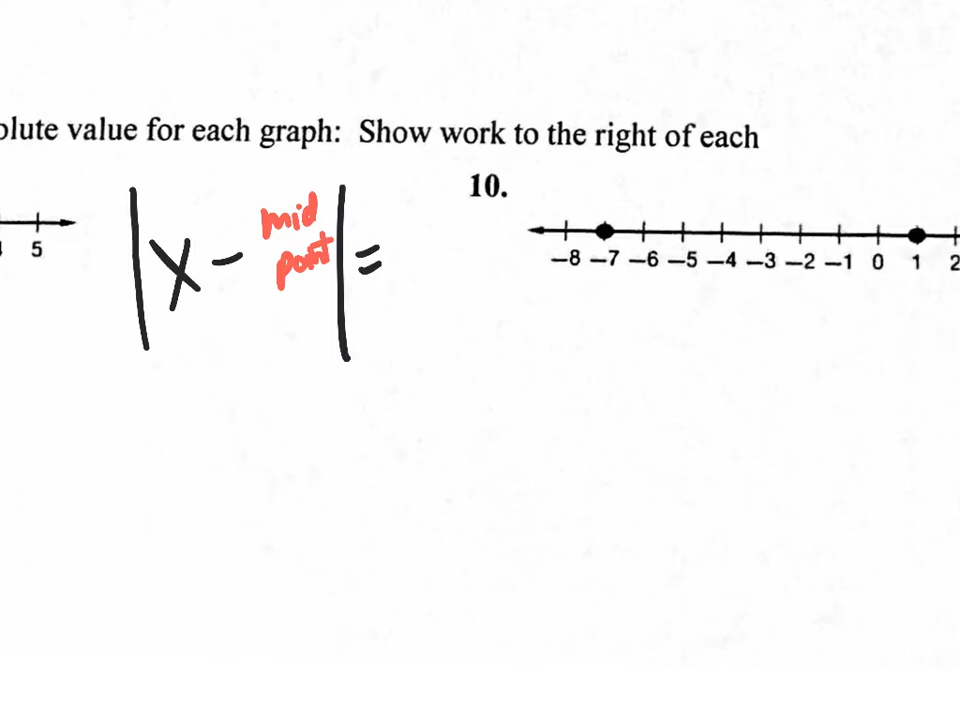 olute value for each graph: Show work to the right of each
10.
5
| x - mid point | =
-8 -7 -6 -5 -4 -3 -2 -1 0 1 2